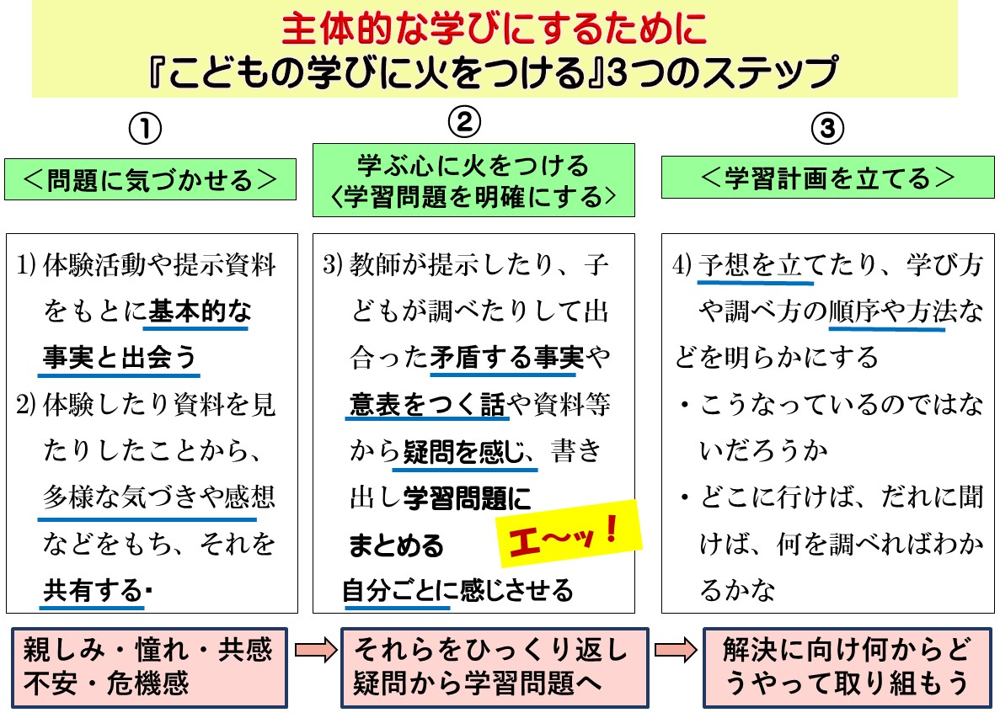 主体的な学びにするために
『こどもの学びに火をつける』3つのステップ
①
＜問題に気づかせる＞
1) 体験活動や提示資料
をもとに基本的な
事実と出会う
2) 体験したり資料を見
たりしたことから、
多様な気づきや感想
などをもち、それを
共有する・
親しみ・憧れ・共感
不安・危機感
②
学ぶ心に火をつける
〈学習問題を明確にする〉
3) 教師が提示したり、子
どもが調べたりして出
合った矛盾する事実や
意表をつく話や資料等
から疑問を感じ、書き
出し学習問題に
まとめる
エ～ッ！
自分ごとに感じさせる
それらをひっくり返し
疑問から学習問題へ
③
＜学習計画を立てる＞
4) 予想を立てたり、学び方
や調べ方の順序や方法な
どを明らかにする
・こうなっているのではな
いだろうか
・どこに行けば、だれに聞
けば、何を調べればわか
るかな
解決に向け何からど
うやって取り組もう